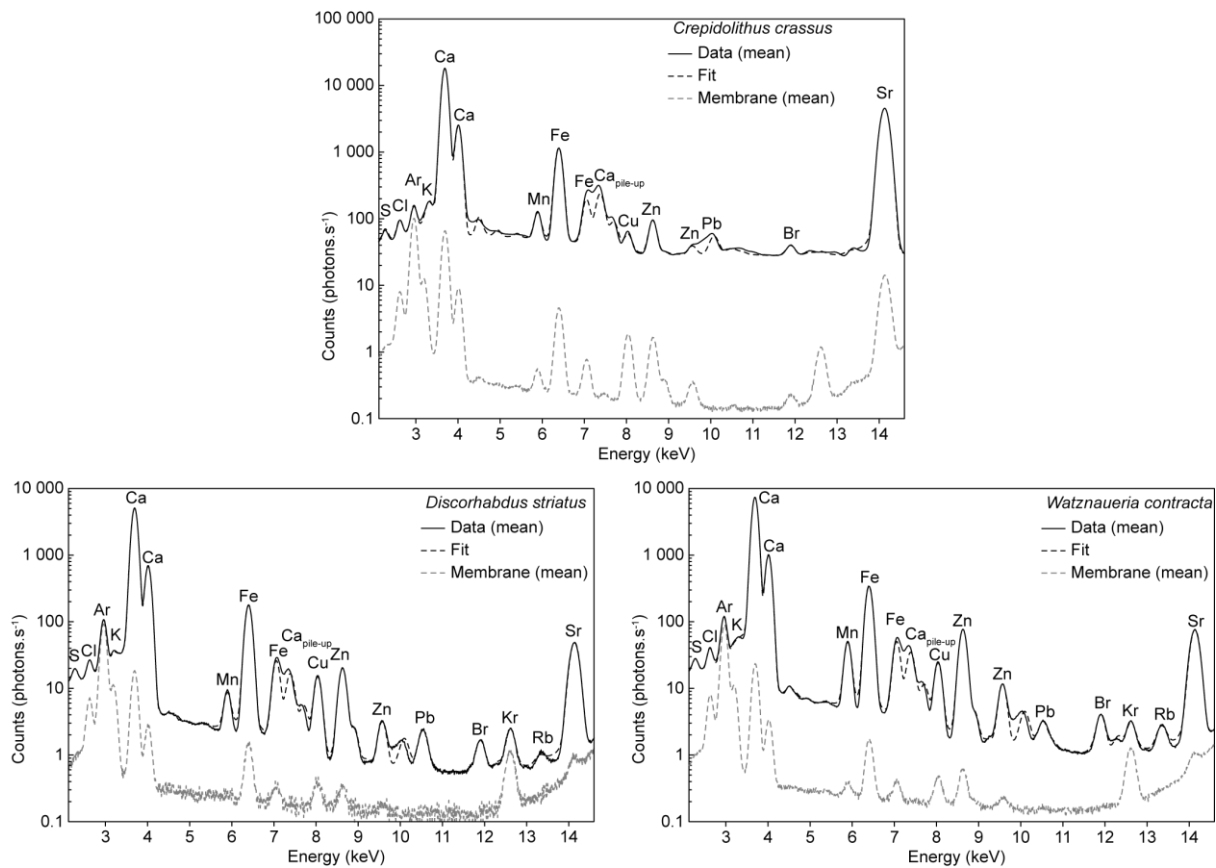 100 000
10 000
1 000
100
10
1
0.1
Counts (photons.s-1)
Crepidolithus crassus
Data (mean)
Fit
Membrane (mean)
S
Cl
Ar
K
Ca
Ca
Mn
Fe
Fe
Ca pile-up
Cu
Zn
Zn
Pb
Br
Sr
3 4 5 6 7 8 9 10 11 12 13 14
Energy (keV)
10 000
1 000
100
10
1
0.1
Counts (photons.s-1)
Discorhabdus striatus
Data (mean)
Fit
Membrane (mean)
S
Cl
Ar
K
Ca
Ca
Mn
Fe
Fe
Ca pile-up
Cu
Zn
Zn
Pb
Br
Kr
Rb
Sr
3 4 5 6 7 8 9 10 11 12 13 14
Energy (keV)
10 000
1 000
100
10
1
0.1
Counts (photons.s-1)
Watznaueria contracta
Data (mean)
Fit
Membrane (mean)
S
Cl
Ar
K
Ca
Ca
Mn
Fe
Fe
Ca pile-up
Cu
Zn
Zn
Pb
Br
Kr
Rb
Sr
3 4 5 6 7 8 9 10 11 12 13 14
Energy (keV)